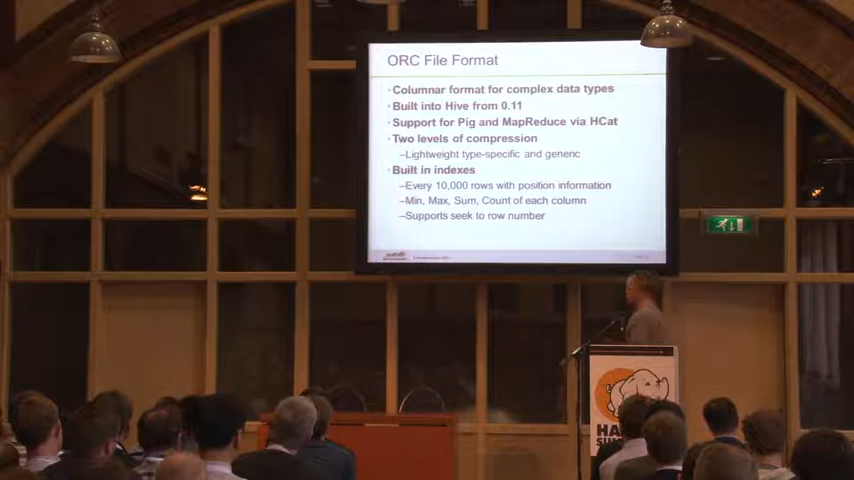 ORC File Format
Columnar format for complex data types
Built into Hive from 0.11
Support for Pig and MapReduce via HCat
Two levels of compression
–Lightweight type-specific and generic
Built in indexes
–Every 10,000 rows with position information
–Min, Max, Sum, Count of each column
–Supports seek to row number